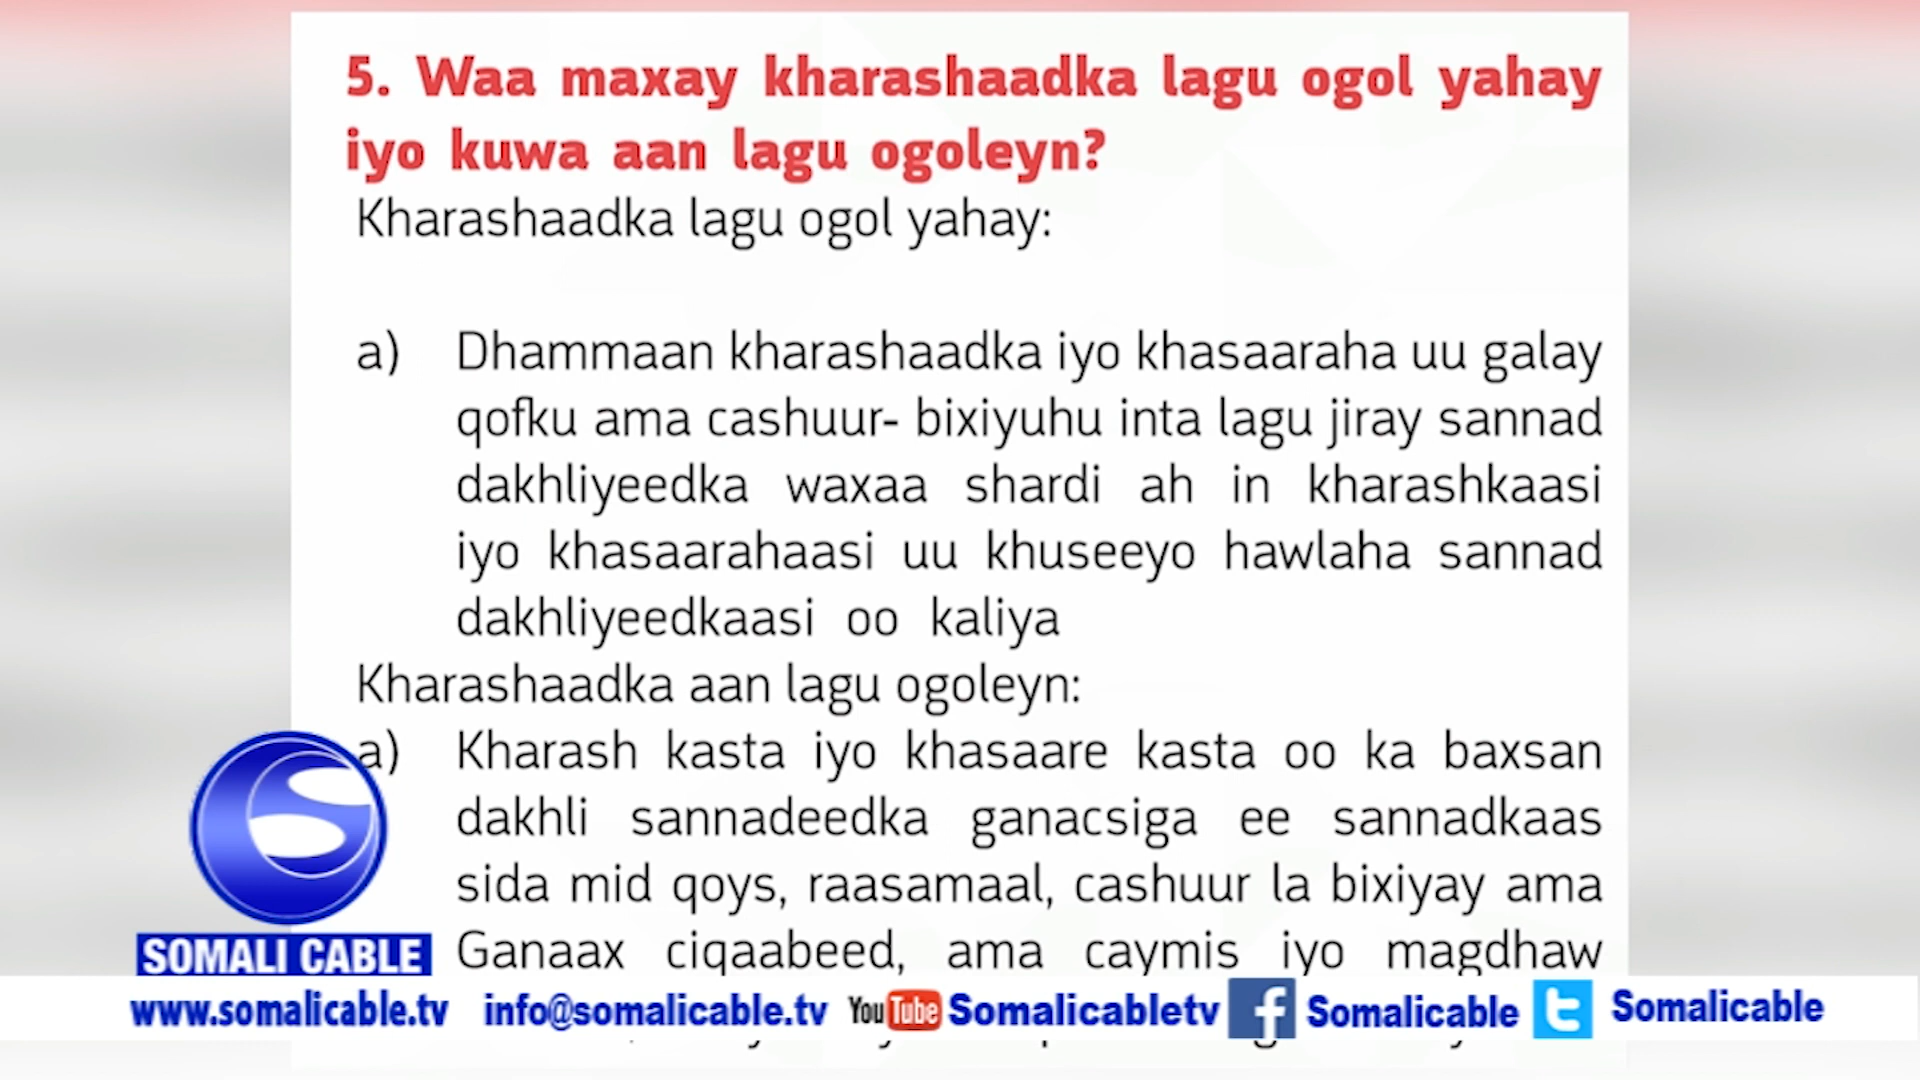 5. Waa maxay kharashaadka lagu ogol yahay
iyo kuwa aan lagu ogoleyn?
Kharashaadka lagu ogol yahay:
a) Dhammaan kharashaadka iyo khasaaraha uu galay
qofku ama cashuur- bixiyuhu inta lagu jiray sannad
dakhliyeedka waxaa shardi ah in kharashkaasi
iyo khasaarahaasi uu khuseeyo hawlaha sannad
dakhliyeedkaasi oo kaliya
Kharashaadka aan lagu ogoleyn:
a) Kharash kasta iyo khasaare kasta oo ka baxsan
dakhli sannadeedka ganacsiga ee sannadkaas
sida mid qoys, raasamaal, cashuur la bixiyay ama
Ganaax ciqaabeed, ama caymis iyo magdhaw
SOMALI CABLE
www.somalicable.tv info@somalicable.tv YouTube Somalicabletv f Somalicable t Somalicable